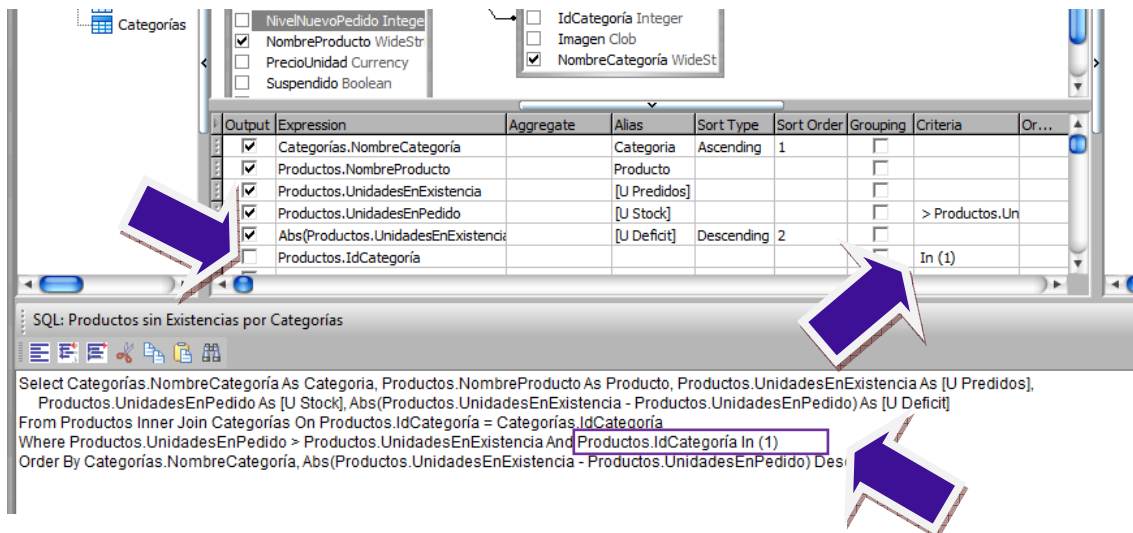 Categorías
NivelNuevoPedido Intege
NombreProducto WideStr
PrecioUnidad Currency
Suspendido Boolean
IdCategoría Integer
Imagen Clob
NombreCategoría WideSt
Output Expression Aggregate Alias Sort Type Sort Order Grouping Criteria Or...
Categorías.NombreCategoría Categoria Ascending 1
Productos.NombreProducto Producto
Productos.UnidadesEnExistencia [U Predidos]
Productos.UnidadesEnPedido [U Stock] > Productos.Un
Abs(Productos.UnidadesEnExistencia [U Deficit] Descending 2
Productos.IdCategoría In (1)
SQL: Productos sin Existencias por Categorías
Select Categorías.NombreCategoría As Categoria, Productos.NombreProducto As Producto, Productos.UnidadesEnExistencia As [U Predidos],
Productos.UnidadesEnPedido As [U Stock], Abs(Productos.UnidadesEnExistencia - Productos.UnidadesEnPedido) As [U Deficit]
From Productos Inner Join Categorías On Productos.IdCategoría = Categorías.IdCategoría
Where Productos.UnidadesEnPedido > Productos.UnidadesEnExistencia And Productos.IdCategoría In (1)
Order By Categorías.NombreCategoría, Abs(Productos.UnidadesEnExistencia - Productos.UnidadesEnPedido) Des